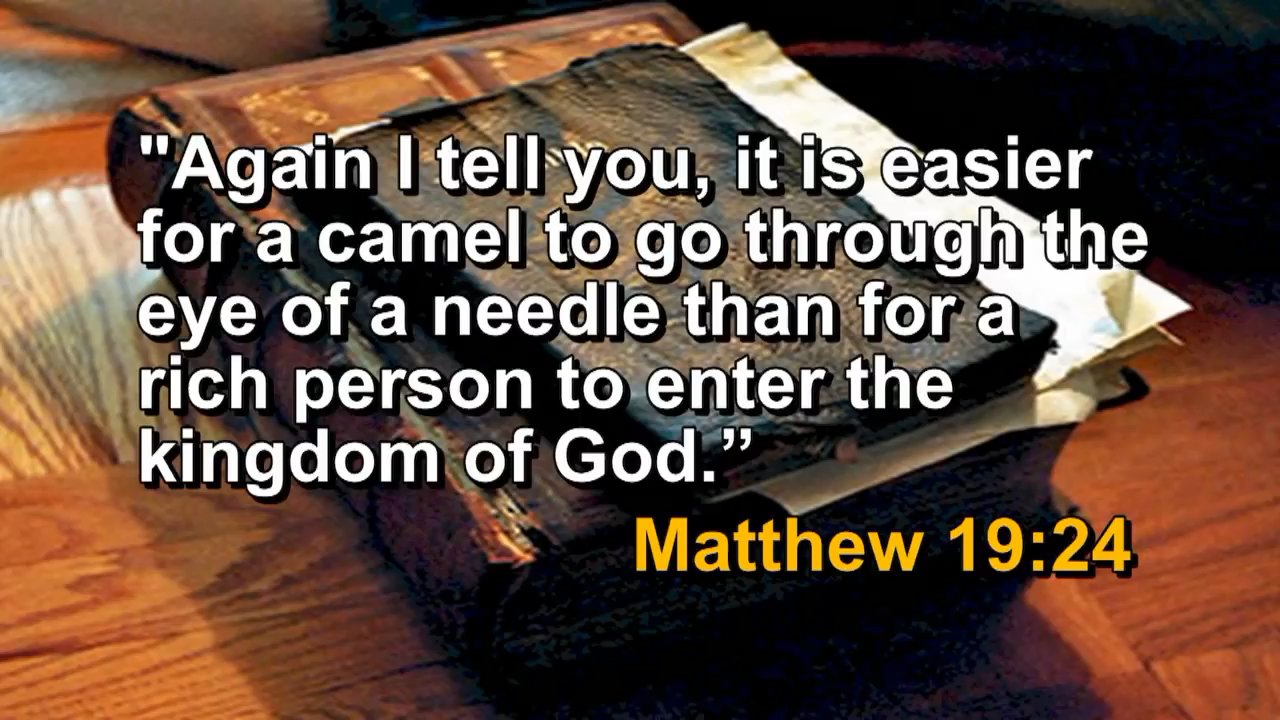 "Again I tell you, it is easier
for a camel to go through the
eye of a needle than for a
rich person to enter the
kingdom of God.”
Matthew 19:24